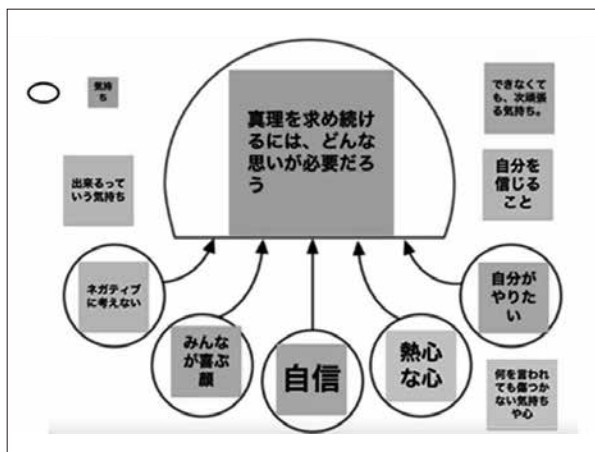 気持
ち
真理を求め続け
るには、どんな
思いが必要だろ
う
できなくて
も、次頑張
る気持ち。
出来るって
いう気持ち
自分を
信じる
こと
ネガティブ
に考えない
みんな
が喜ぶ
顔
自信
熱心
な心
自分が
やりた
い
何を言われ
ても傷つか
ない気持ち
や心